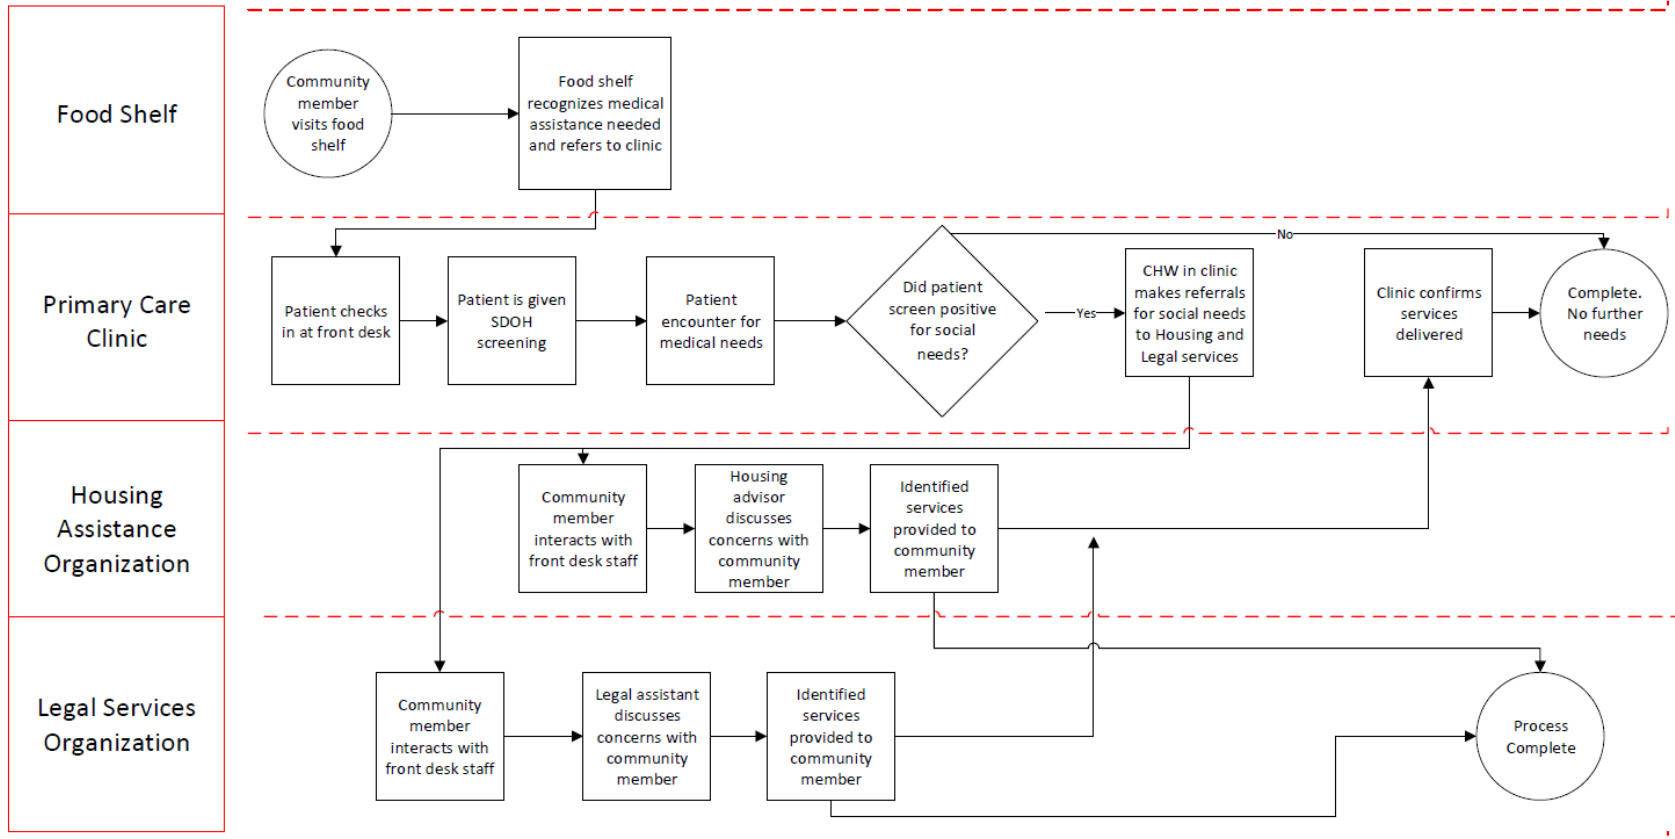 Food Shelf
Community
member
visits food
shelf
Food shelf
recognizes medical
assistance needed
and refers to clinic
Primary Care
Clinic
Patient checks
in at front desk
Patient is given
SDOH
screening
Patient
encounter for
medical needs
Did patient
screen positive
for social
needs?
No
Yes
CHW in clinic
makes referrals
for social needs
to Housing and
Legal services
Clinic confirms
services
delivered
Complete.
No further
needs
Housing
Assistance
Organization
Community
member
interacts with
front desk staff
Housing
advisor
discusses
concerns with
community
member
Identified
services
provided to
community
member
Legal Services
Organization
Community
member
interacts with
front desk staff
Legal assistant
discusses
concerns with
community
member
Identified
services
provided to
community
member
Process
Complete